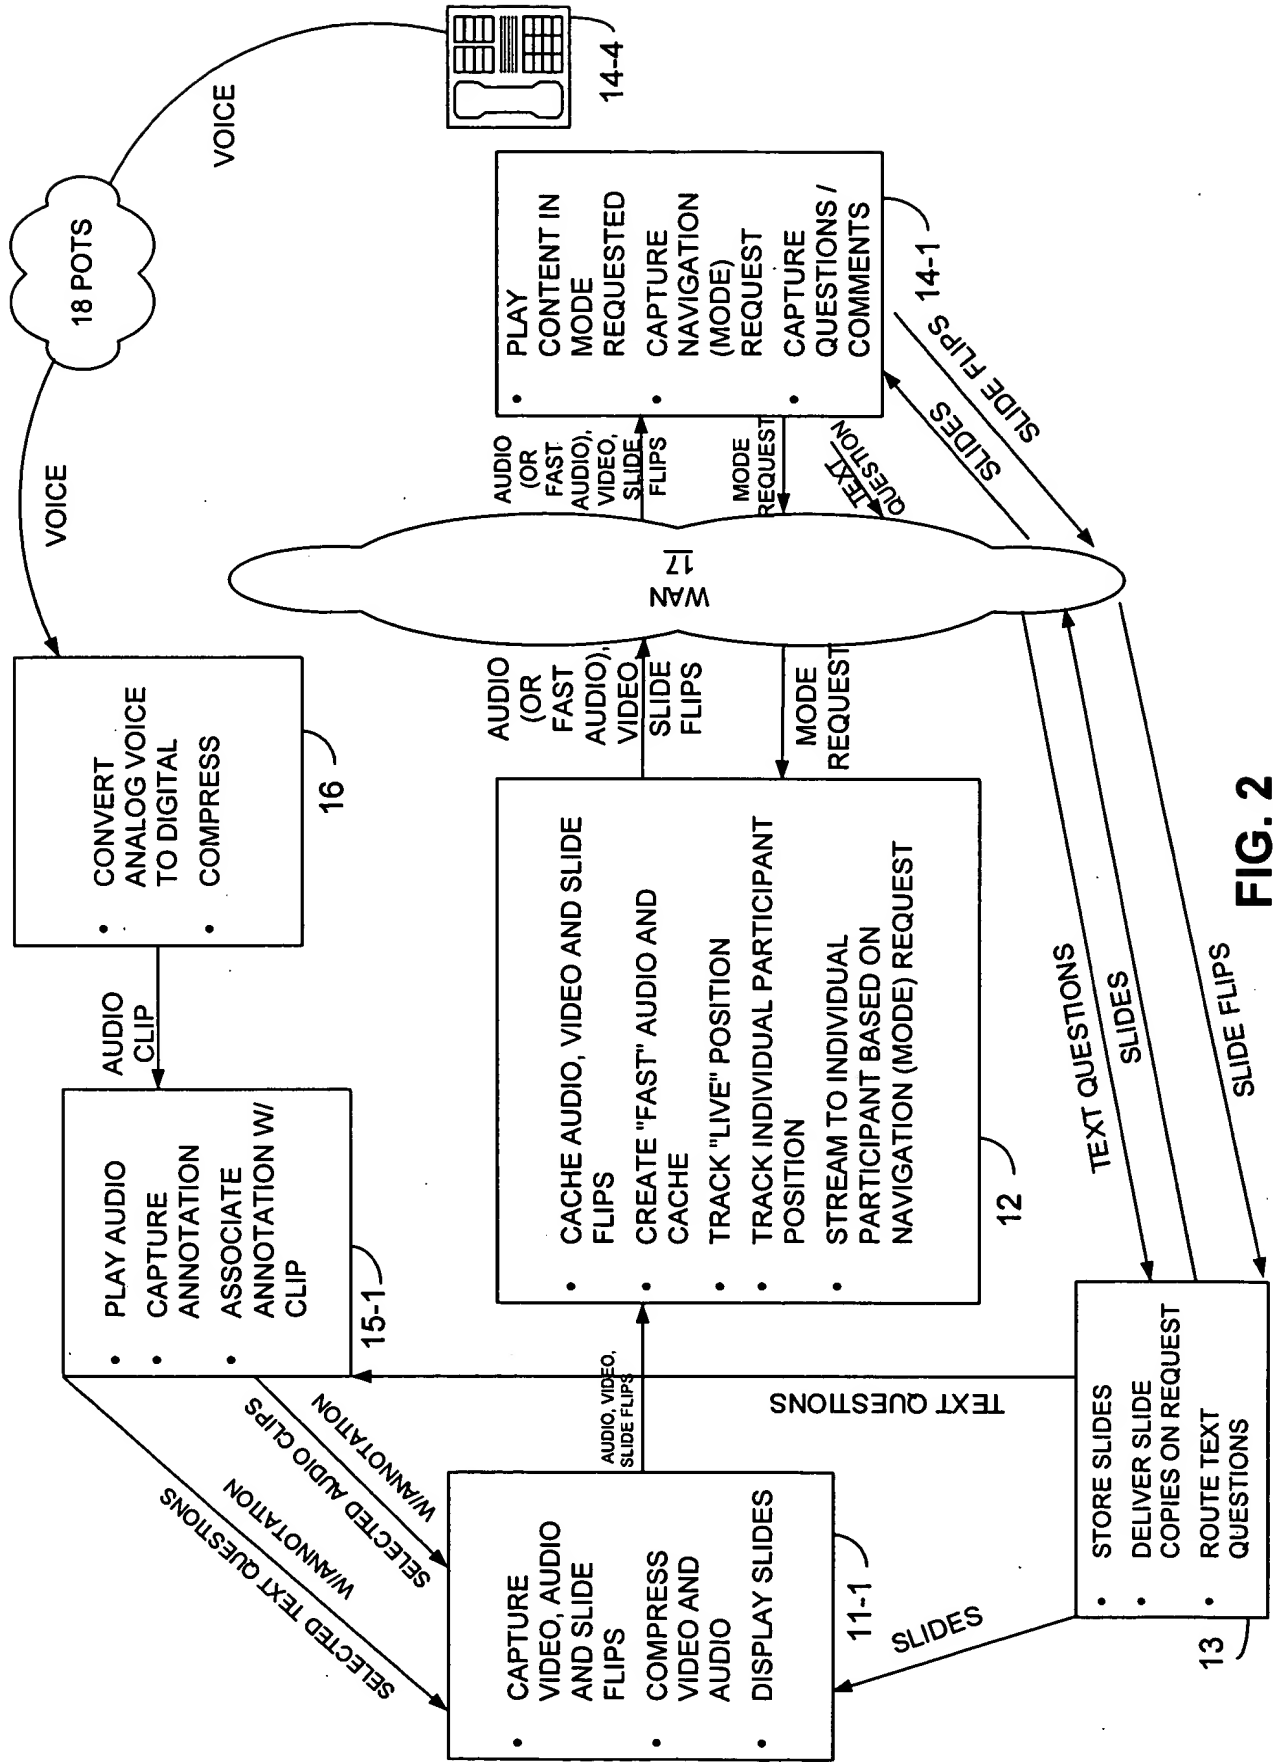 VOICE
18 POTS
VOICE
14-4
• CONVERT
ANALOG VOICE
TO DIGITAL
• COMPRESS
16
AUDIO
CLIP
• PLAY AUDIO
• CAPTURE
ANNOTATION
• ASSOCIATE
ANNOTATION W/
CLIP
15-1
SELECTED TEXT QUESTIONS
W/ANNOTATION
SELECTED AUDIO CLIPS
W/ANNOTATION
• CAPTURE
VIDEO, AUDIO
AND SLIDE
FLIPS
• COMPRESS
VIDEO AND
AUDIO
• DISPLAY SLIDES
11-1
AUDIO, VIDEO,
SLIDE FLIPS
• CACHE AUDIO, VIDEO AND SLIDE
FLIPS
• CREATE "FAST" AUDIO AND
CACHE
• TRACK "LIVE" POSITION
• TRACK INDIVIDUAL PARTICIPANT
POSITION
• STREAM TO INDIVIDUAL
PARTICIPANT BASED ON
NAVIGATION (MODE) REQUEST
12
AUDIO
(OR
FAST
AUDIO),
VIDEO,
SLIDE
FLIPS
MODE
REQUEST
WAN
17
AUDIO
(OR
FAST
AUDIO),
VIDEO,
SLIDE
FLIPS
MODE
REQUEST
TEXT
QUESTION
• PLAY
CONTENT IN
MODE
REQUESTED
• CAPTURE
NAVIGATION
(MODE)
REQUEST
• CAPTURE
QUESTIONS /
COMMENTS
14-1
SLIDES
SLIDE FLIPS
TEXT QUESTIONS
SLIDES
SLIDE FLIPS
TEXT QUESTIONS
SLIDES
• STORE SLIDES
• DELIVER SLIDE
COPIES ON REQUEST
• ROUTE TEXT
QUESTIONS
13
FIG. 2